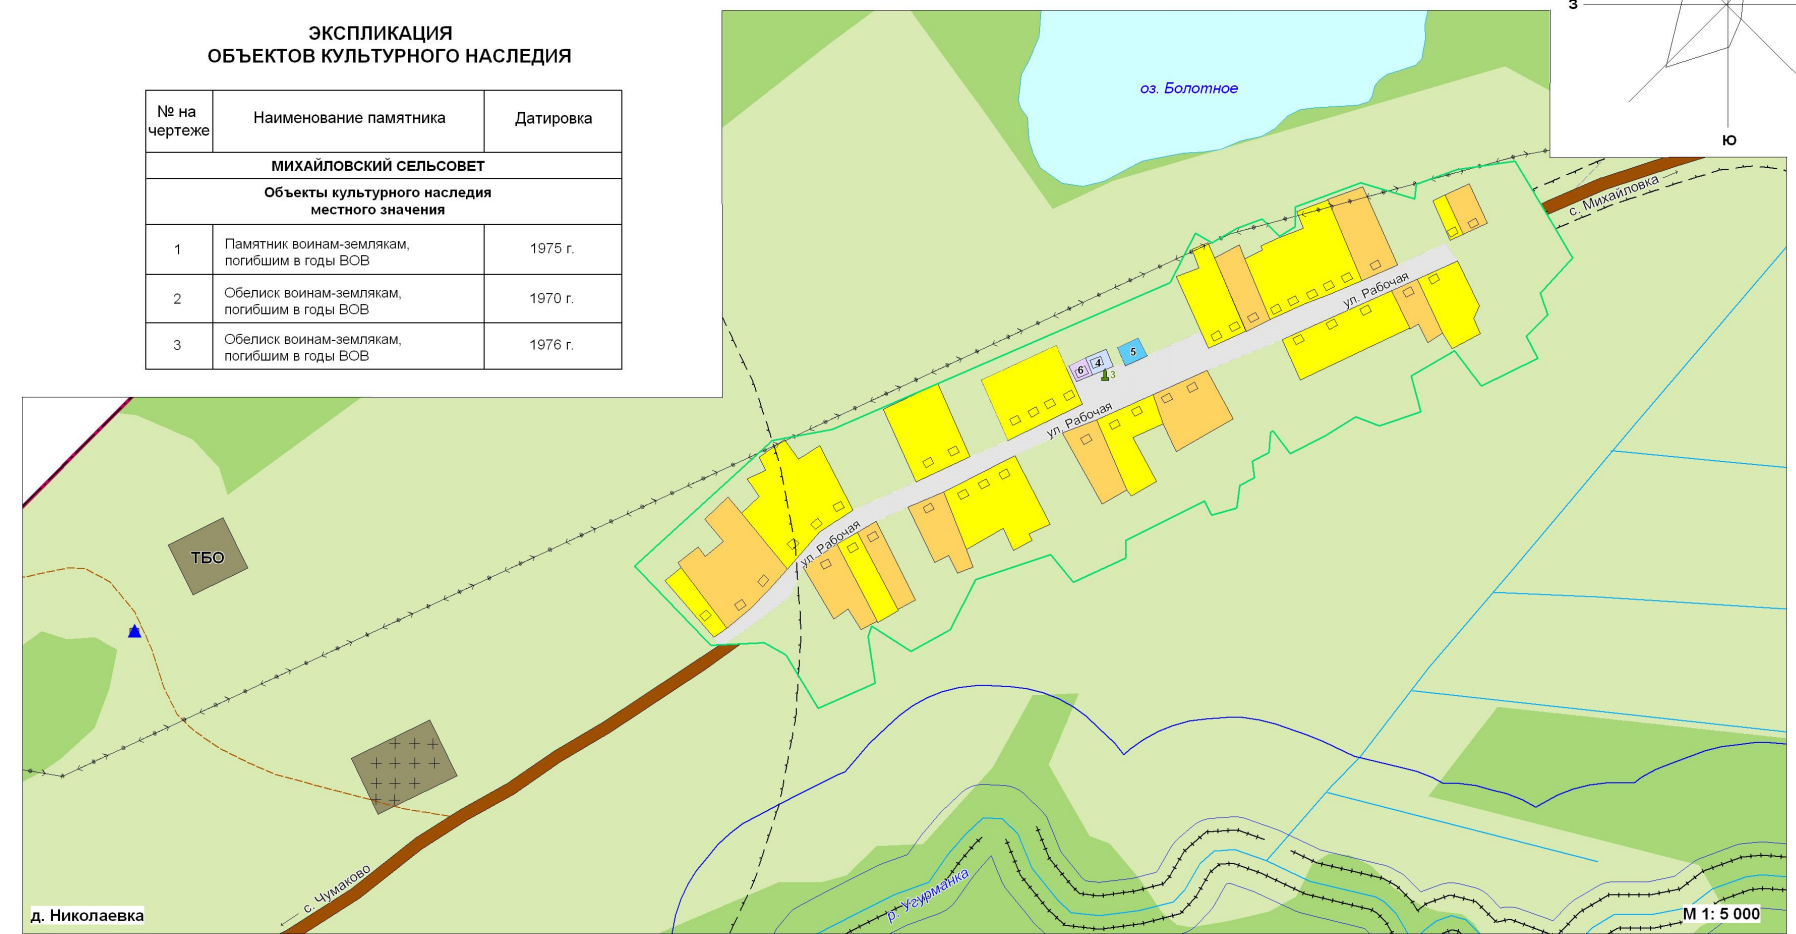 ЭКСПЛИКАЦИЯ
ОБЪЕКТОВ КУЛЬТУРНОГО НАСЛЕДИЯ
№ на
чертеже
Наименование памятника
Датировка
МИХАЙЛОВСКИЙ СЕЛЬСОВЕТ
Объекты культурного наследия
местного значения
1
Памятник воинам-землякам,
погибшим в годы ВОВ
1975 г.
2
Обелиск воинам-землякам,
погибшим в годы ВОВ
1970 г.
3
Обелиск воинам-землякам,
погибшим в годы ВОВ
1976 г.
З
Ю
оз. Болотное
с. Михайловка
ул. Рабочая
5
4
6
3
ул. Рабочая
ул. Рабочая
ТБО
с. Чумаково
р. Угурманка
д. Николаевка
М 1: 5 000